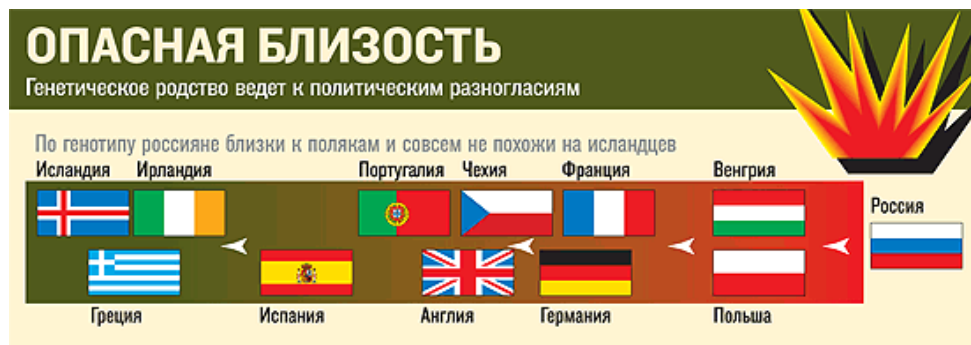 ОПАСНАЯ БЛИЗОСТЬ
Генетическое родство ведет к политическим разногласиям
По генотипу россияне близки к полякам и совсем не похожи на исландцев
Исландия Ирландия Португалия Чехия Франция Венгрия
Россия
Греция Испания Англия Германия Польша